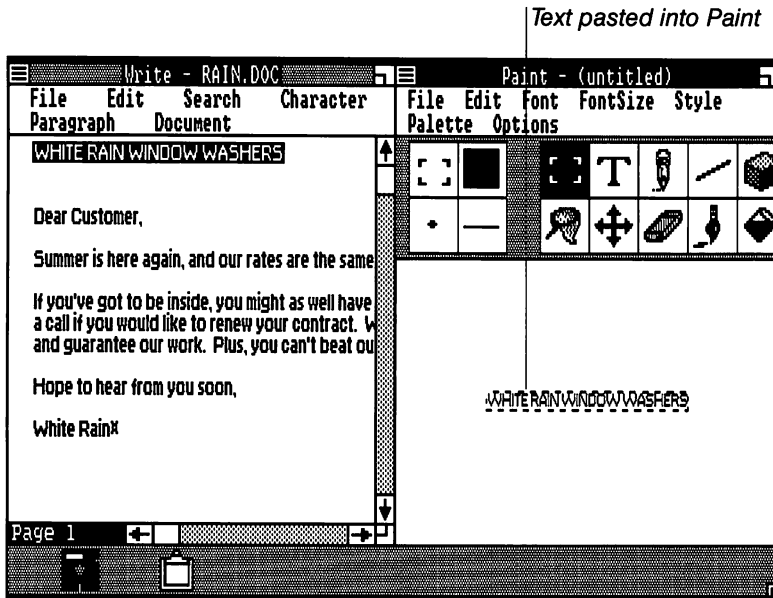 Text pasted into Paint
Write - RAIN.DOC
File Edit Search Character
Paragraph Document
WHITE RAIN WINDOW WASHERS
Dear Customer,
Summer is here again, and our rates are the same
If you've got to be inside, you might as well have
a call if you would like to renew your contract. W
and guarantee our work. Plus, you can't beat ou
Hope to hear from you soon,
White Rain¤
Page 1
Paint - (untitled)
File Edit Font FontSize Style
Palette Options
T
WHITE RAIN WINDOW WASHERS